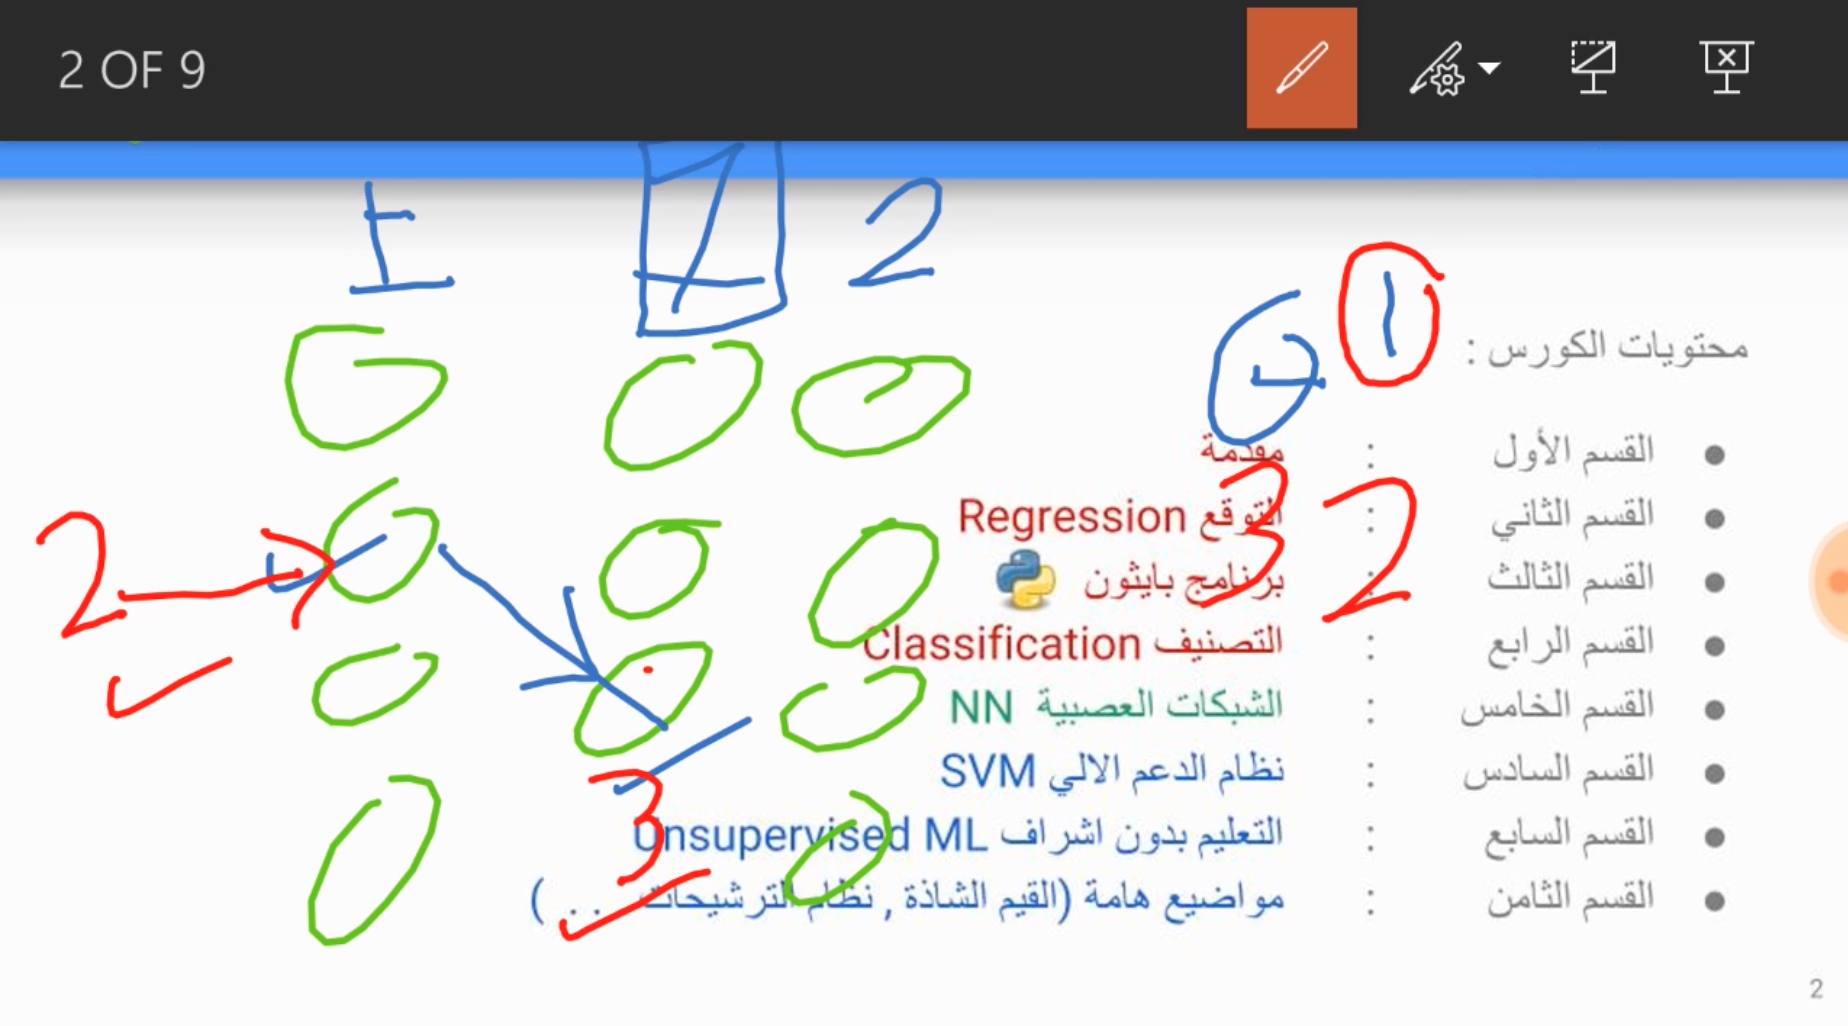 2 OF 9
1 7 2
1
محتويات الكورس :
القسم الأول : مقدمة
القسم الثاني : التوقع Regression
القسم الثالث : برنامج بايثون
القسم الرابع : التصنيف Classification
القسم الخامس : الشبكات العصبية NN
القسم السادس : نظام الدعم الالي SVM
القسم السابع : التعليم بدون اشراف Unsupervised ML
القسم الثامن : مواضيع هامة (القيم الشاذة , نظام الترشيحات . . )
3 2
2
3
2